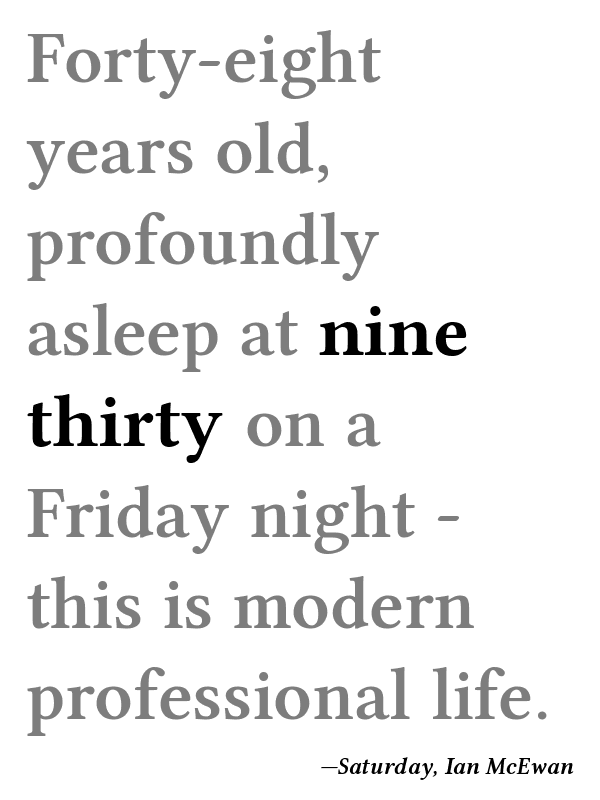 Forty-eight
years old,
profoundly
asleep at nine
thirty on a
Friday night -
this is modern
professional life.
—Saturday, Ian McEwan